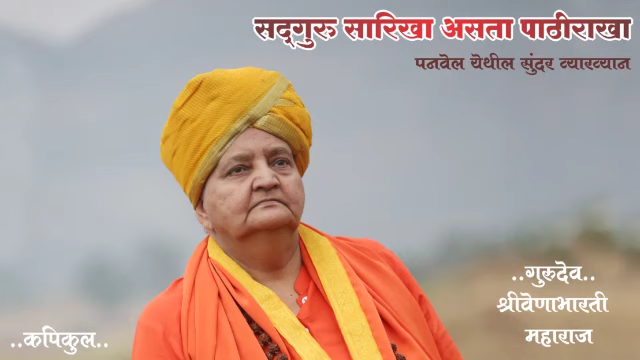 सद्‌गुरु सारिखा असता पाठीराखा
पनवेल येथील सुंदर व्याख्यान
..गुरुदेव..
श्रीवेणाभारती
महाराज
..कपिकुल..